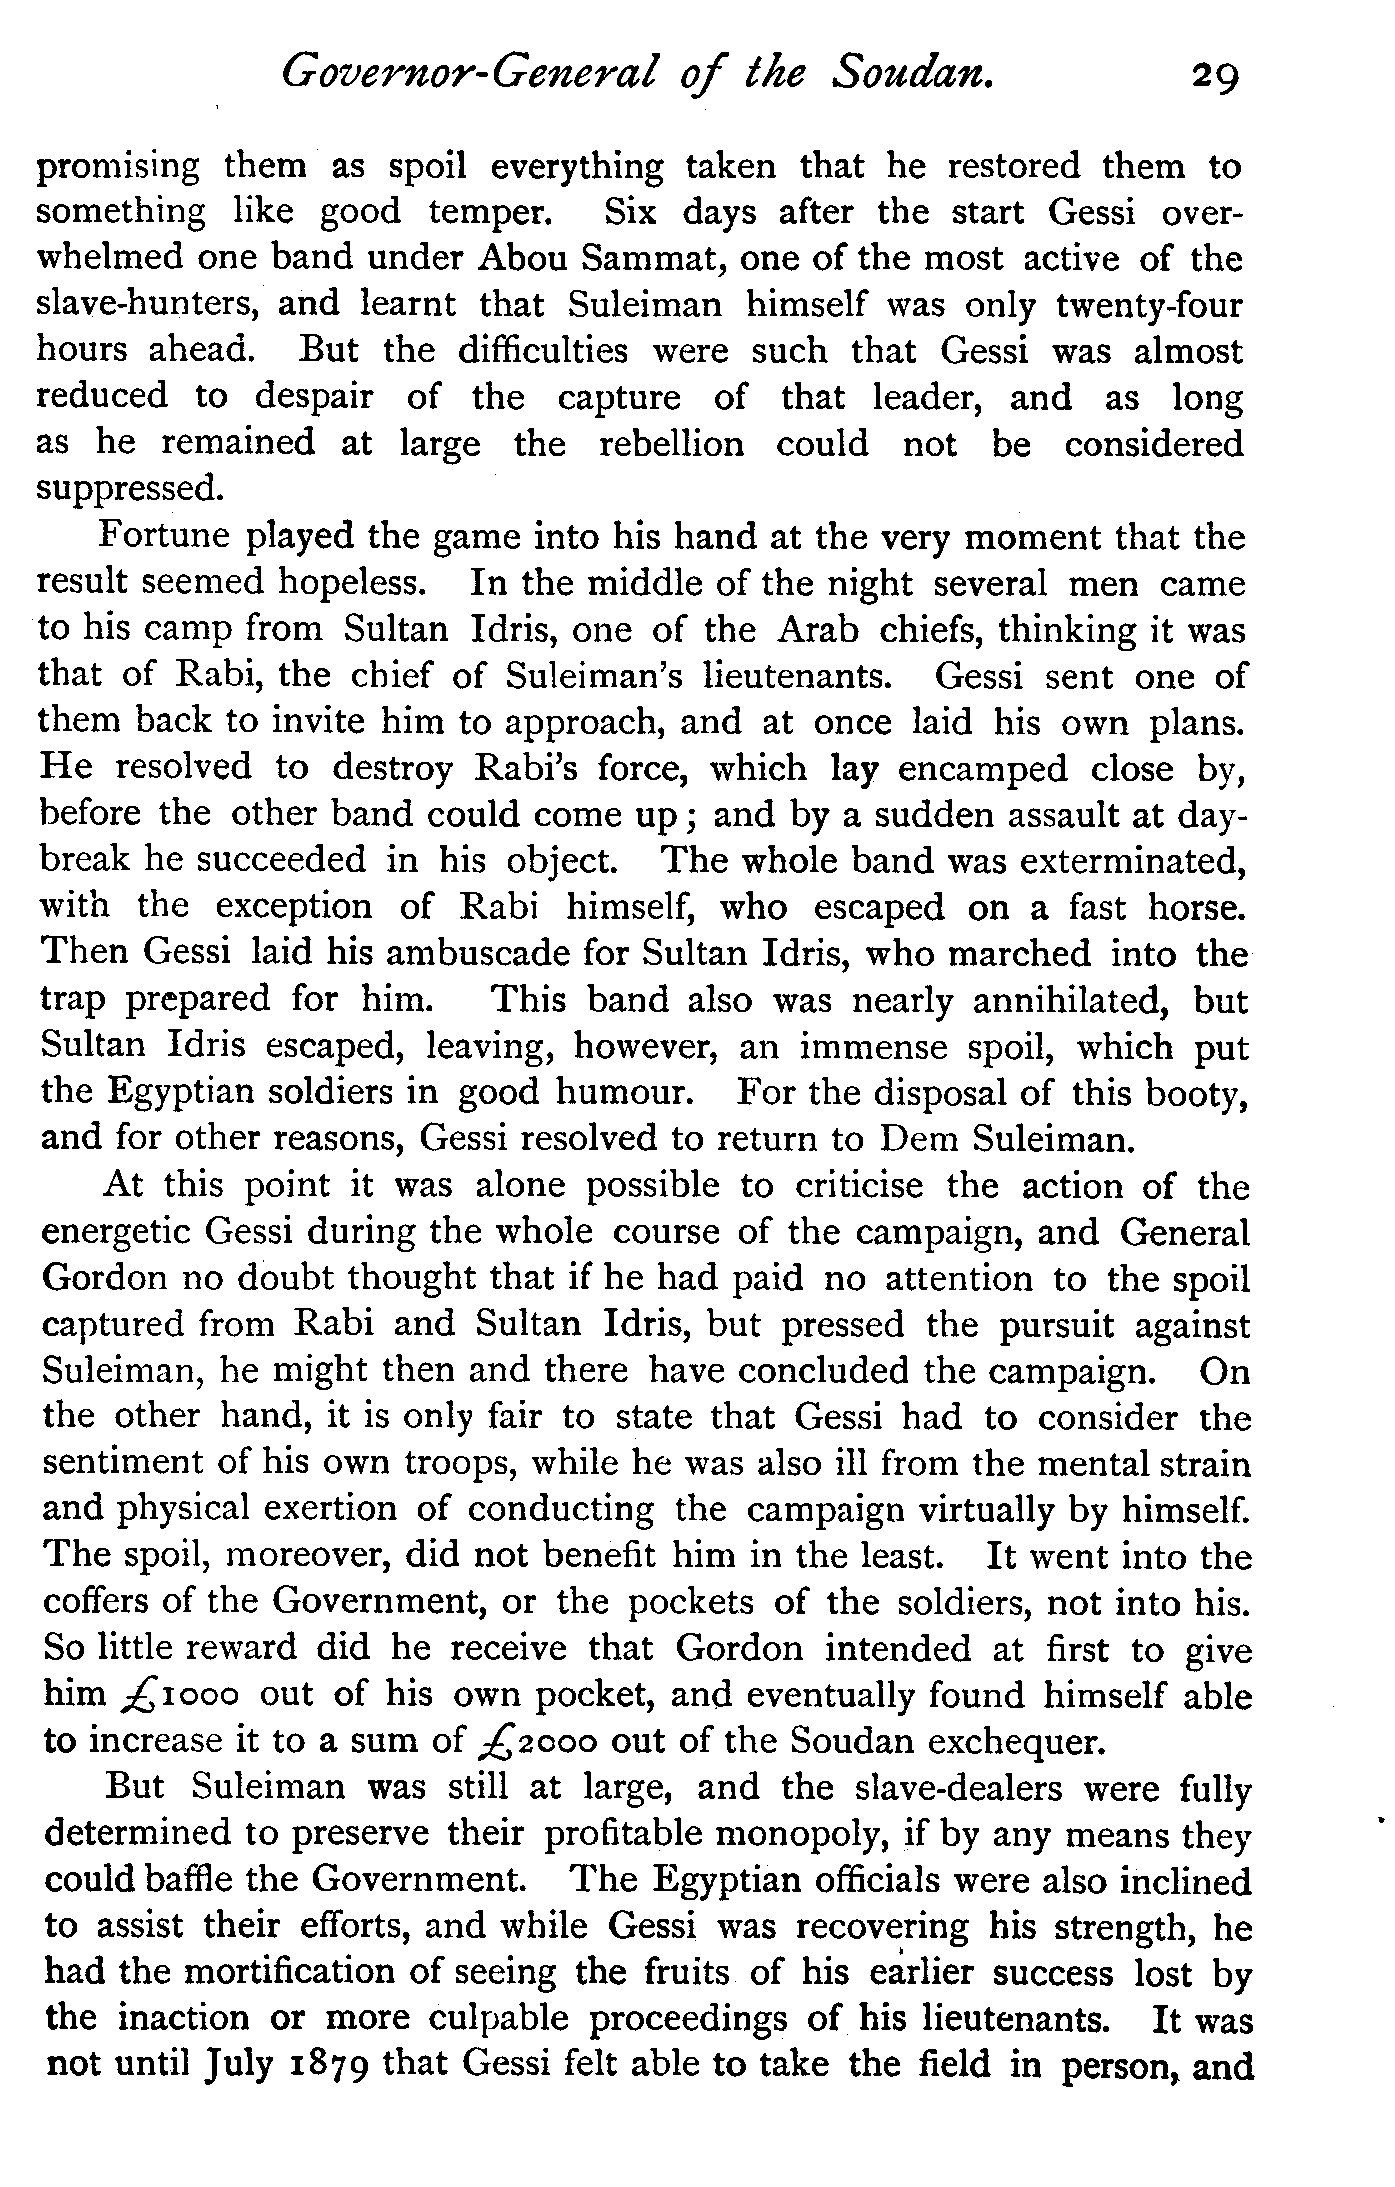 Governor-General of the Soudan. 29
promising them as spoil everything taken that he restored them to
something like good temper. Six days after the start Gessi over-
whelmed one band under Abou Sammat, one of the most active of the
slave-hunters, and learnt that Suleiman himself was only twenty-four
hours ahead. But the difficulties were such that Gessi was almost
reduced to despair of the capture of that leader, and as long
as he remained at large the rebellion could not be considered
suppressed.
Fortune played the game into his hand at the very moment that the
result seemed hopeless. In the middle of the night several men came
to his camp from Sultan Idris, one of the Arab chiefs, thinking it was
that of Rabi, the chief of Suleiman's lieutenants. Gessi sent one of
them back to invite him to approach, and at once laid his own plans.
He resolved to destroy Rabi's force, which lay encamped close by,
before the other band could come up; and by a sudden assault at day-
break he succeeded in his object. The whole band was exterminated,
with the exception of Rabi himself, who escaped on a fast horse.
Then Gessi laid his ambuscade for Sultan Idris, who marched into the
trap prepared for him. This band also was nearly annihilated, but
Sultan Idris escaped, leaving, however, an immense spoil, which put
the Egyptian soldiers in good humour. For the disposal of this booty,
and for other reasons, Gessi resolved to return to Dem Suleiman.
At this point it was alone possible to criticise the action of the
energetic Gessi during the whole course of the campaign, and General
Gordon no doubt thought that if he had paid no attention to the spoil
captured from Rabi and Sultan Idris, but pressed the pursuit against
Suleiman, he might then and there have concluded the campaign. On
the other hand, it is only fair to state that Gessi had to consider the
sentiment of his own troops, while he was also ill from the mental strain
and physical exertion of conducting the campaign virtually by himself.
The spoil, moreover, did not benefit him in the least. It went into the
coffers of the Government, or the pockets of the soldiers, not into his.
So little reward did he receive that Gordon intended at first to give
him £1000 out of his own pocket, and eventually found himself able
to increase it to a sum of £2000 out of the Soudan exchequer.
But Suleiman was still at large, and the slave-dealers were fully
determined to preserve their profitable monopoly, if by any means they
could baffle the Government. The Egyptian officials were also inclined
to assist their efforts, and while Gessi was recovering his strength, he
had the mortification of seeing the fruits of his earlier success lost by
the inaction or more culpable proceedings of his lieutenants. It was
not until July 1879 that Gessi felt able to take the field in person, and